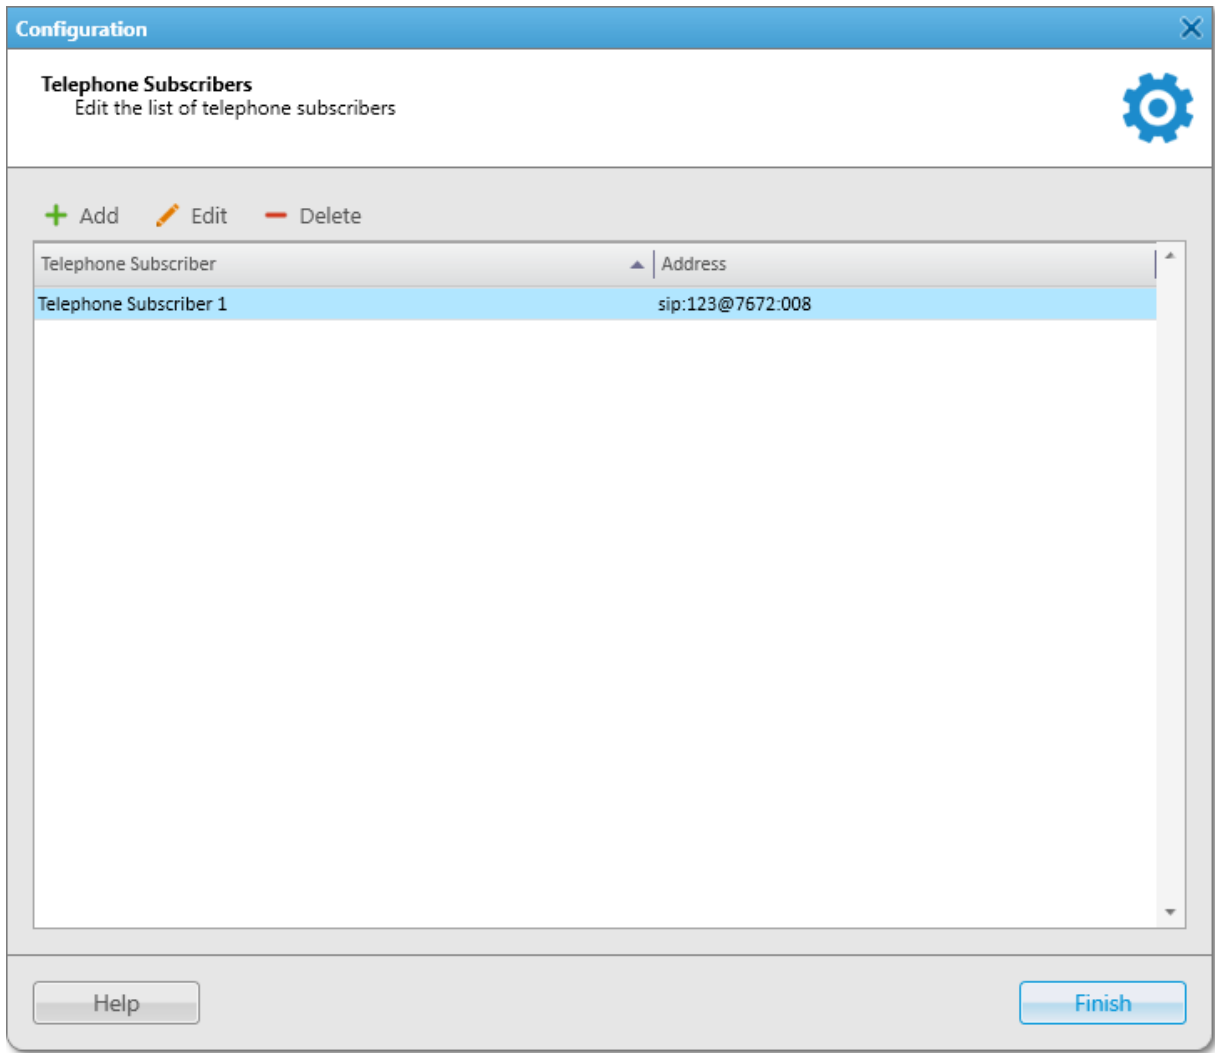 Configuration
Telephone Subscribers
Edit the list of telephone subscribers
Add Edit Delete
Telephone Subscriber Address
Telephone Subscriber 1 sip:123@7672:008
Help Finish